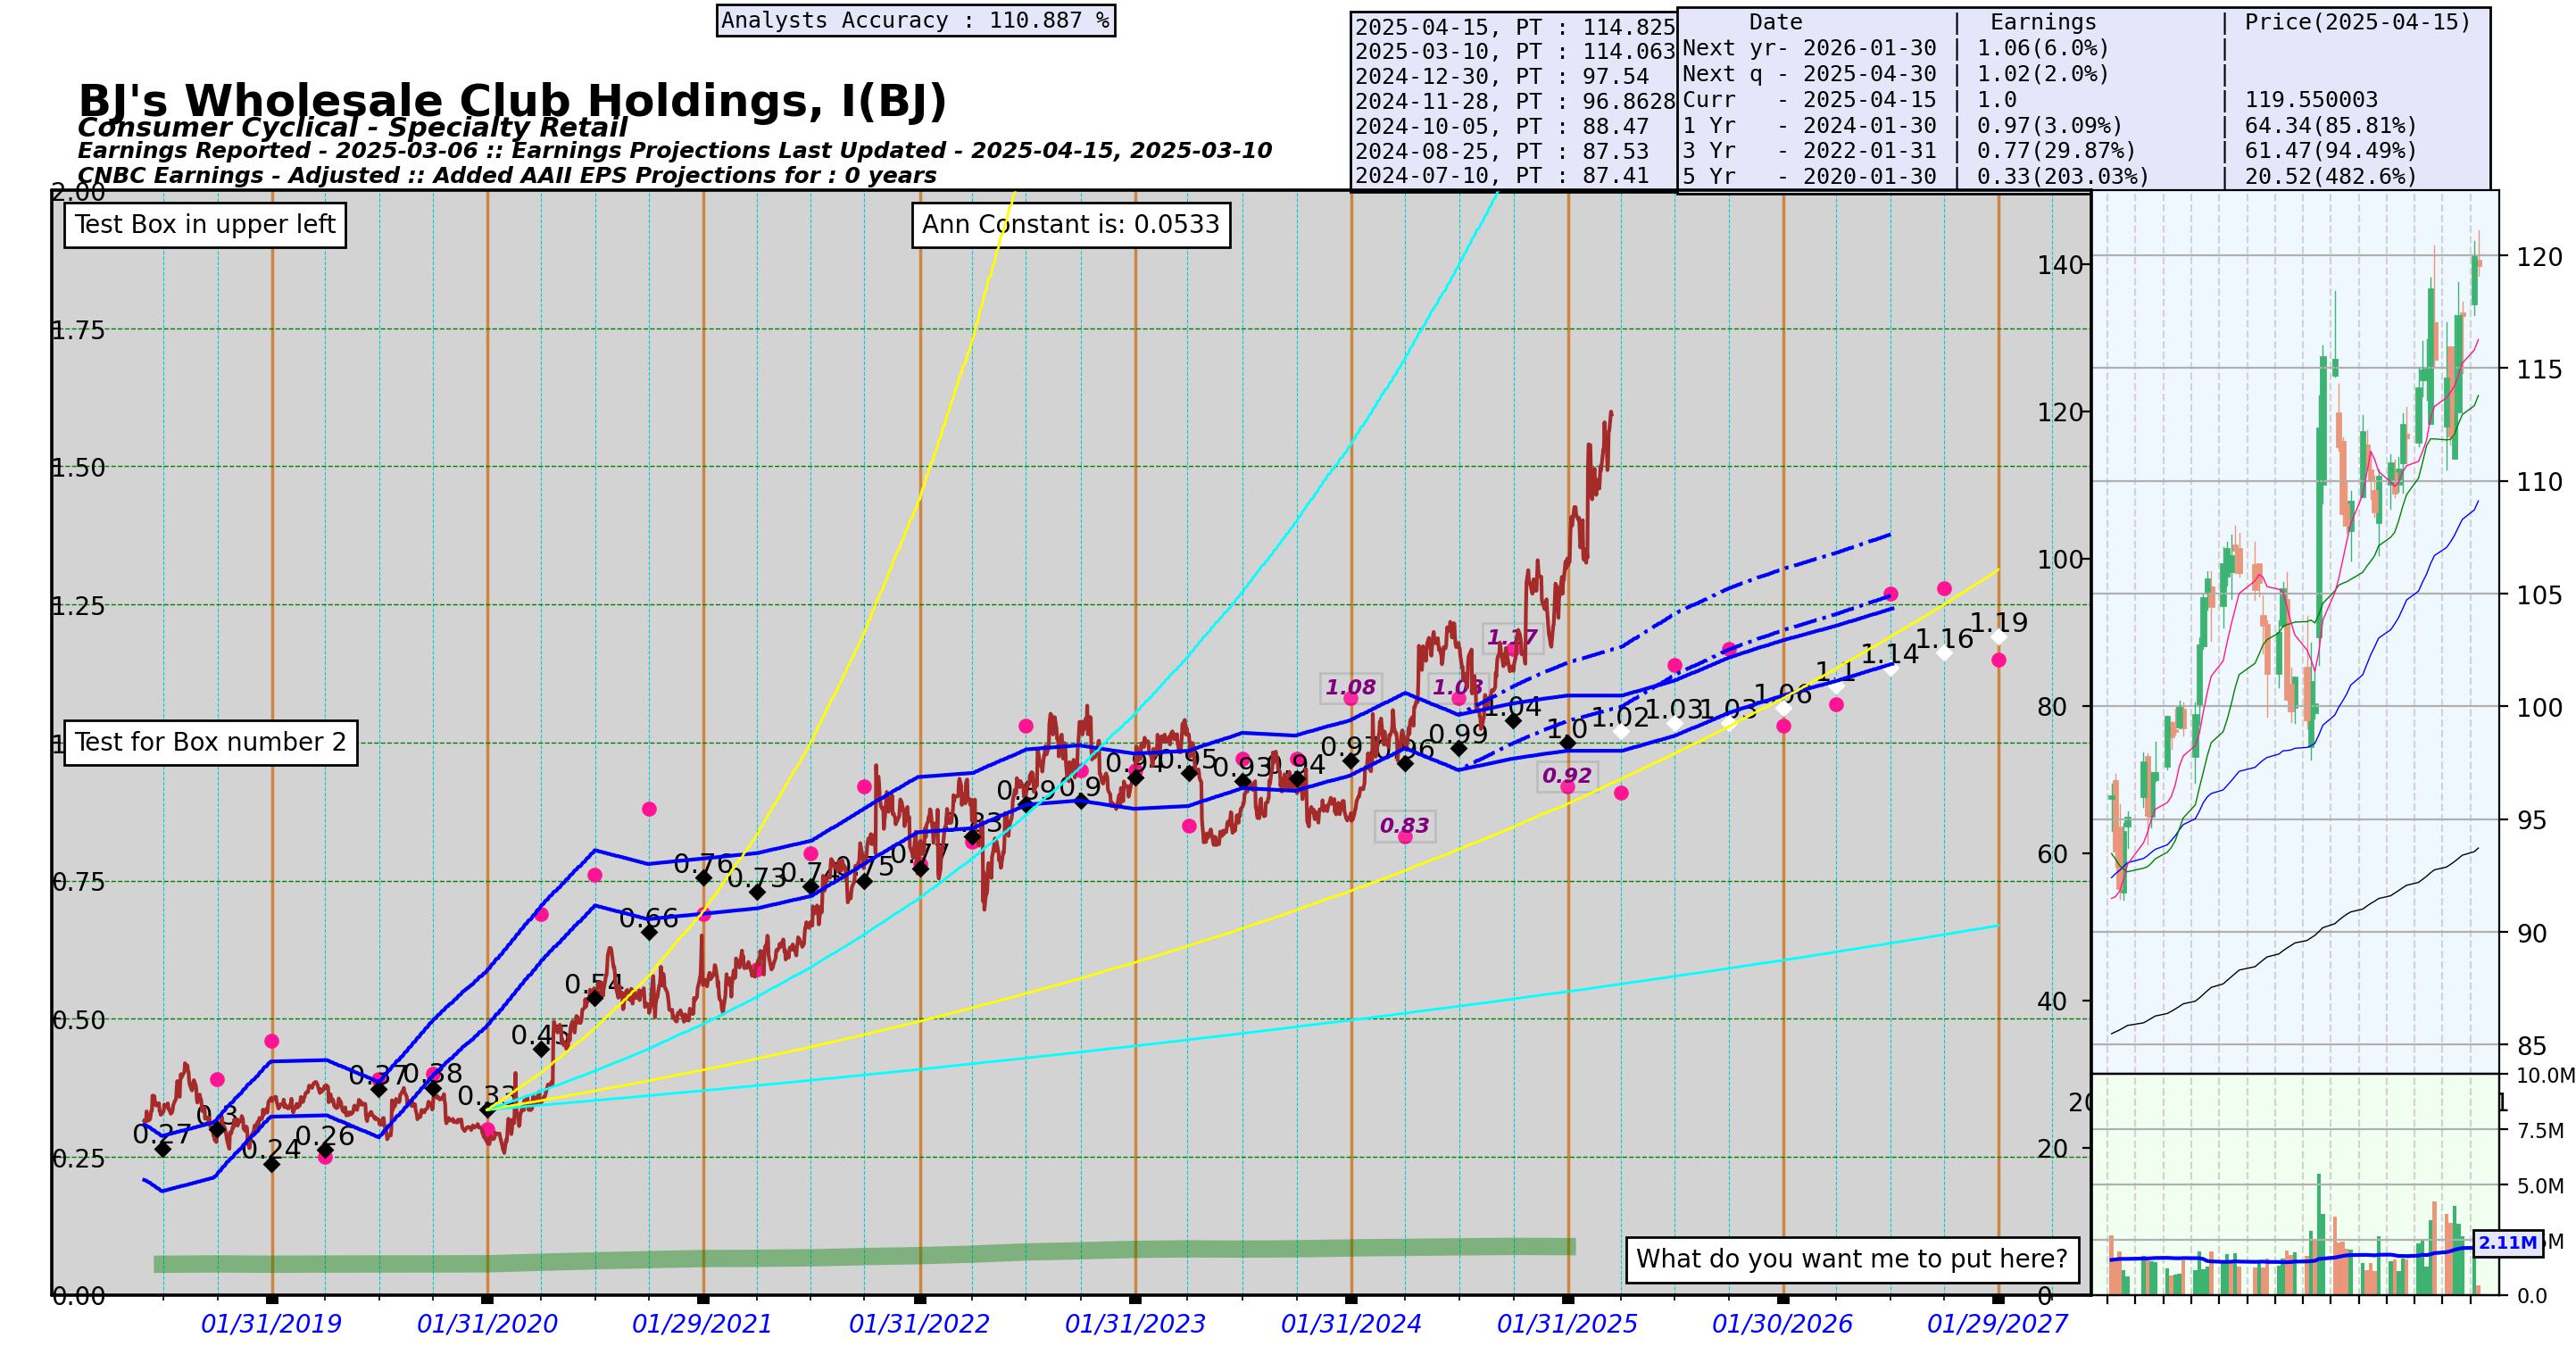 Analysts Accuracy : 110.887 %
2025-04-15, PT : 114.825
2025-03-10, PT : 114.063
2024-12-30, PT : 97.54
2024-11-28, PT : 96.8628
2024-10-05, PT : 88.47
2024-08-25, PT : 87.53
2024-07-10, PT : 87.41
Date | Earnings | Price(2025-04-15)
Next yr- 2026-01-30 | 1.06(6.0%) |
Next q - 2025-04-30 | 1.02(2.0%) |
Curr - 2025-04-15 | 1.0 | 119.550003
1 Yr - 2024-01-30 | 0.97(3.09%) | 64.34(85.81%)
3 Yr - 2022-01-31 | 0.77(29.87%) | 61.47(94.49%)
5 Yr - 2020-01-30 | 0.33(203.03%) | 20.52(482.6%)
BJ's Wholesale Club Holdings, I(BJ)
Consumer Cyclical - Specialty Retail
Earnings Reported - 2025-03-06 :: Earnings Projections Last Updated - 2025-04-15, 2025-03-10
CNBC Earnings - Adjusted :: Added AAII EPS Projections for : 0 years
Test Box in upper left
Ann Constant is: 0.0533
Test for Box number 2
What do you want me to put here?
2.00
1.75
1.50
1.25
0.75
0.50
0.25
0.00
0.27
0.3
0.24
0.26
0.37
0.38
0.33
0.45
0.54
0.66
0.76
0.73
0.74
0.75
0.77
0.83
0.89
0.9
0.94
0.95
0.93
0.94
0.97
0.96
0.99
1.04
1.0
1.02
1.03
1.03
1.06
1.1
1.14
1.16
1.19
1.08
0.83
1.08
1.17
0.92
140
120
100
80
60
40
20
0
120
115
110
105
100
95
90
85
10.0M
7.5M
5.0M
2.11M
0.0
01/31/2019
01/31/2020
01/29/2021
01/31/2022
01/31/2023
01/31/2024
01/31/2025
01/30/2026
01/29/2027